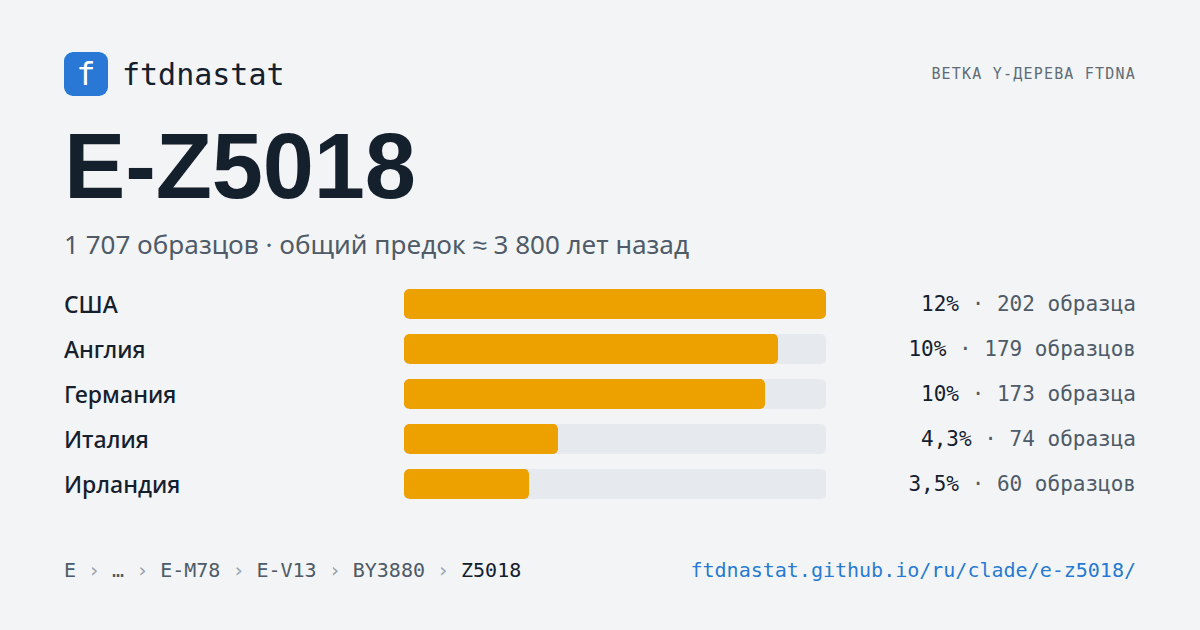 f ftdnastat
ВЕТКА Y-ДЕРЕВА FTDNA
E-Z5018
1 707 образцов · общий предок ≈ 3 800 лет назад
США 12% · 202 образца
Англия 10% · 179 образцов
Германия 10% · 173 образца
Италия 4,3% · 74 образца
Ирландия 3,5% · 60 образцов
E › … › E-M78 › E-V13 › BY3880 › Z5018
ftdnastat.github.io/ru/clade/e-z5018/